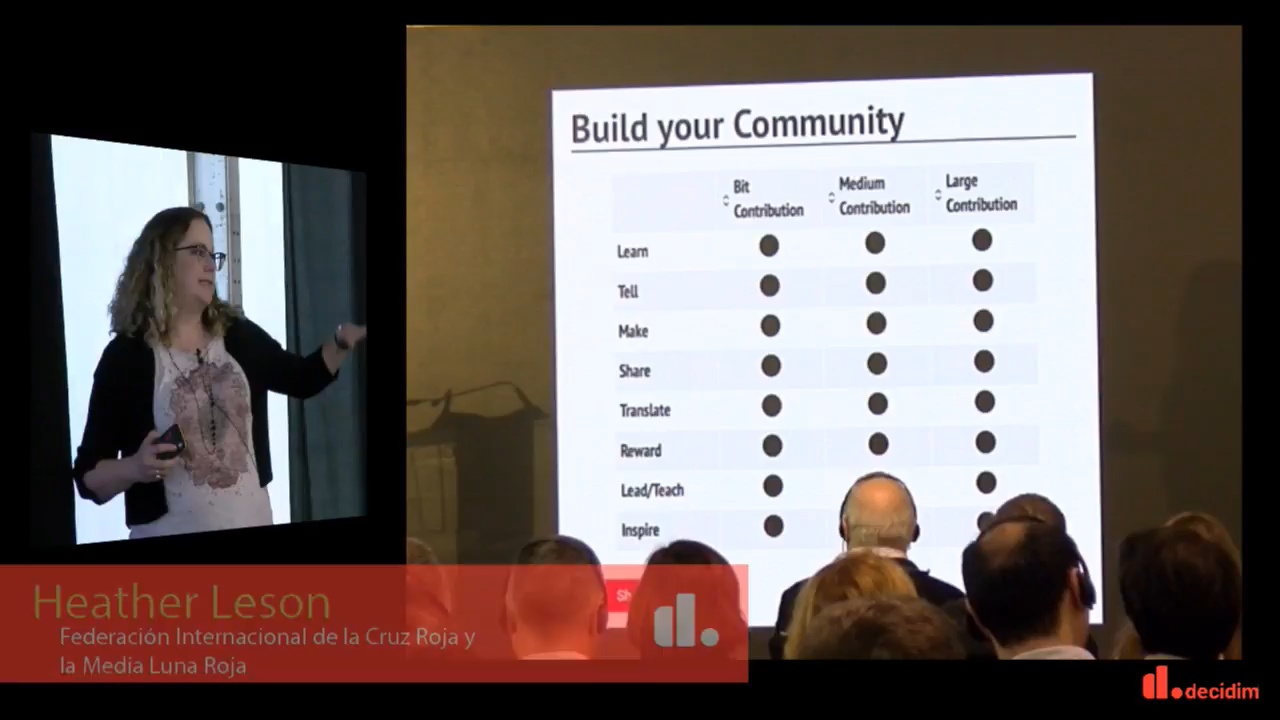 Build your Community
Bit
Contribution
Medium
Contribution
Large
Contribution
Learn
Tell
Make
Share
Translate
Reward
Lead/Teach
Inspire
Sh
Heather Leson
Federación Internacional de la Cruz Roja y
la Media Luna Roja
d.
d.decidim